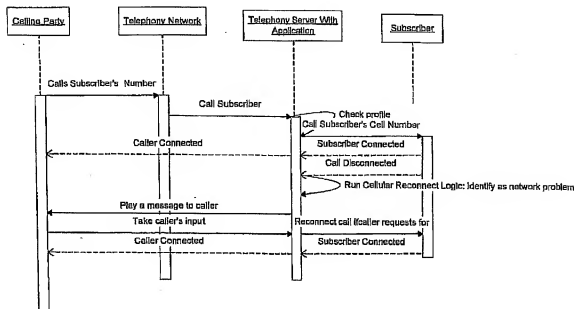 Calling Party
Telephony Network
Telephony Server With
Application
Subscriber
Calls Subscriber's Number
Call Subscriber
Check profile
Call Subscriber's Cell Number
Caller Connected
Subscriber Connected
Call Disconnected
Run Cellular Reconnect Logic: Identify as network problem
Play a message to caller
Take caller's input
Reconnect call ifcaller requests for
Caller Connected
Subscriber Connected